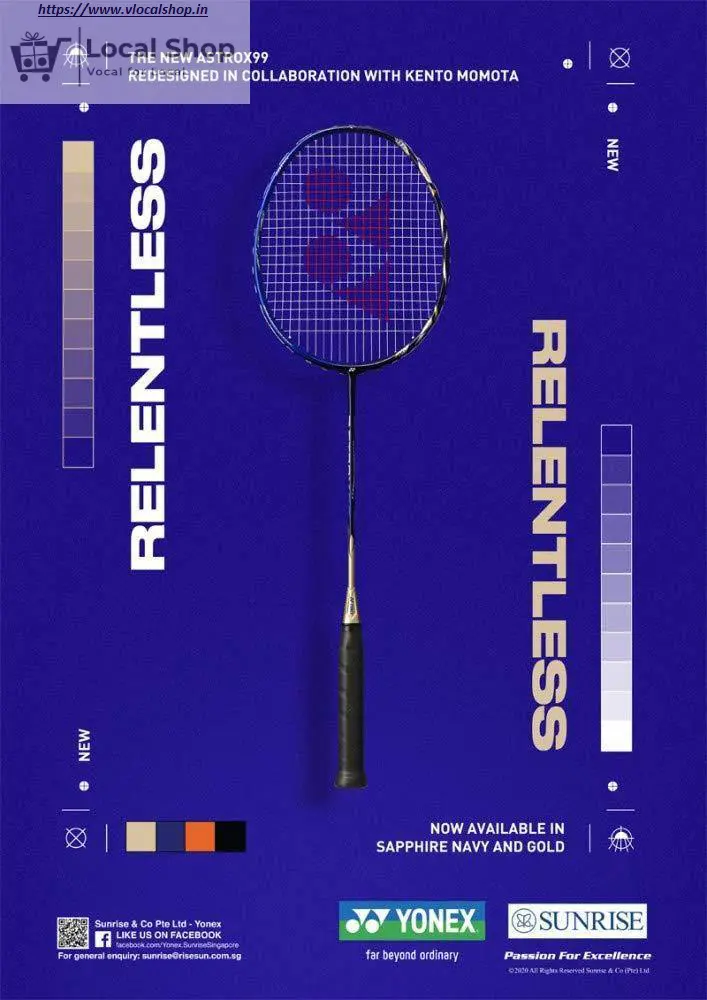 https://www.vlocalshop.in
Local Shop
Vocal for Local
THE NEW ASTROX99
REDESIGNED IN COLLABORATION WITH KENTO MOMOTA
NEW
RELENTLESS
RELENTLESS
NEW
NOW AVAILABLE IN
SAPPHIRE NAVY AND GOLD
Sunrise & Co Pte Ltd - Yonex
LIKE US ON FACEBOOK
facebook.com/Yonex.SunriseSingapore
For general enquiry: sunrise@risesun.com.sg
YONEX
far beyond ordinary
SUNRISE
Passion For Excellence
©2020 All Rights Reserved Sunrise & Co (Pte) Ltd